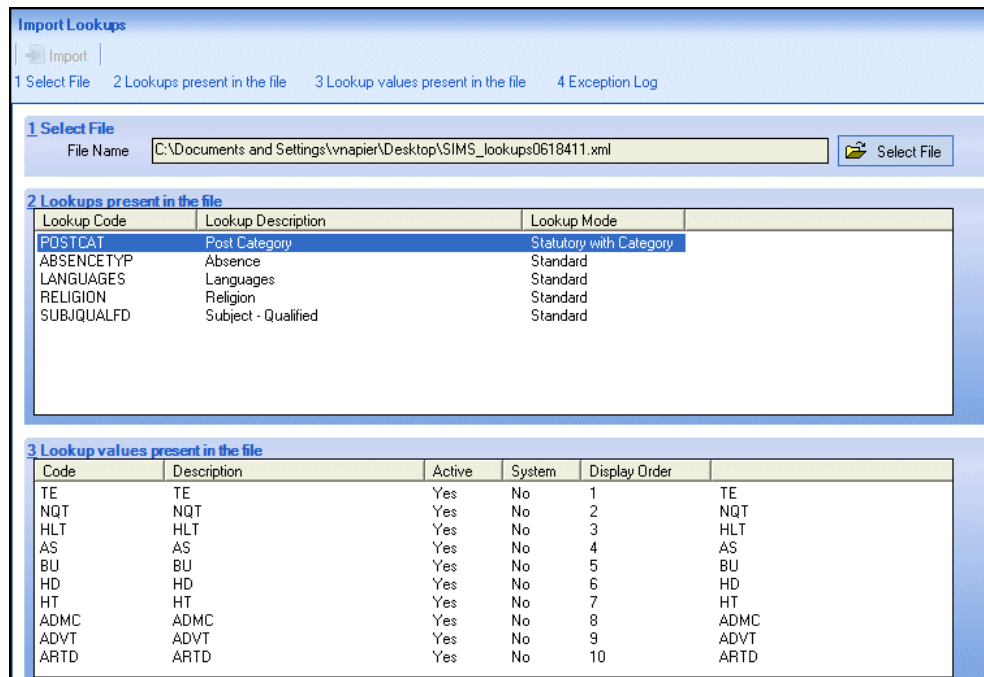 Import Lookups
Import
1 Select File 2 Lookups present in the file 3 Lookup values present in the file 4 Exception Log
1 Select File
File Name C:\Documents and Settings\vnapier\Desktop\SIMS_lookups0618411.xml Select File
2 Lookups present in the file
Lookup Code Lookup Description Lookup Mode
POSTCAT Post Category Statutory with Category
ABSENCETYP Absence Standard
LANGUAGES Languages Standard
RELIGION Religion Standard
SUBJQUALFD Subject - Qualified Standard
3 Lookup values present in the file
Code Description Active System Display Order
TE TE Yes No 1 TE
NQT NQT Yes No 2 NQT
HLT HLT Yes No 3 HLT
AS AS Yes No 4 AS
BU BU Yes No 5 BU
HD HD Yes No 6 HD
HT HT Yes No 7 HT
ADMC ADMC Yes No 8 ADMC
ADVT ADVT Yes No 9 ADVT
ARTD ARTD Yes No 10 ARTD